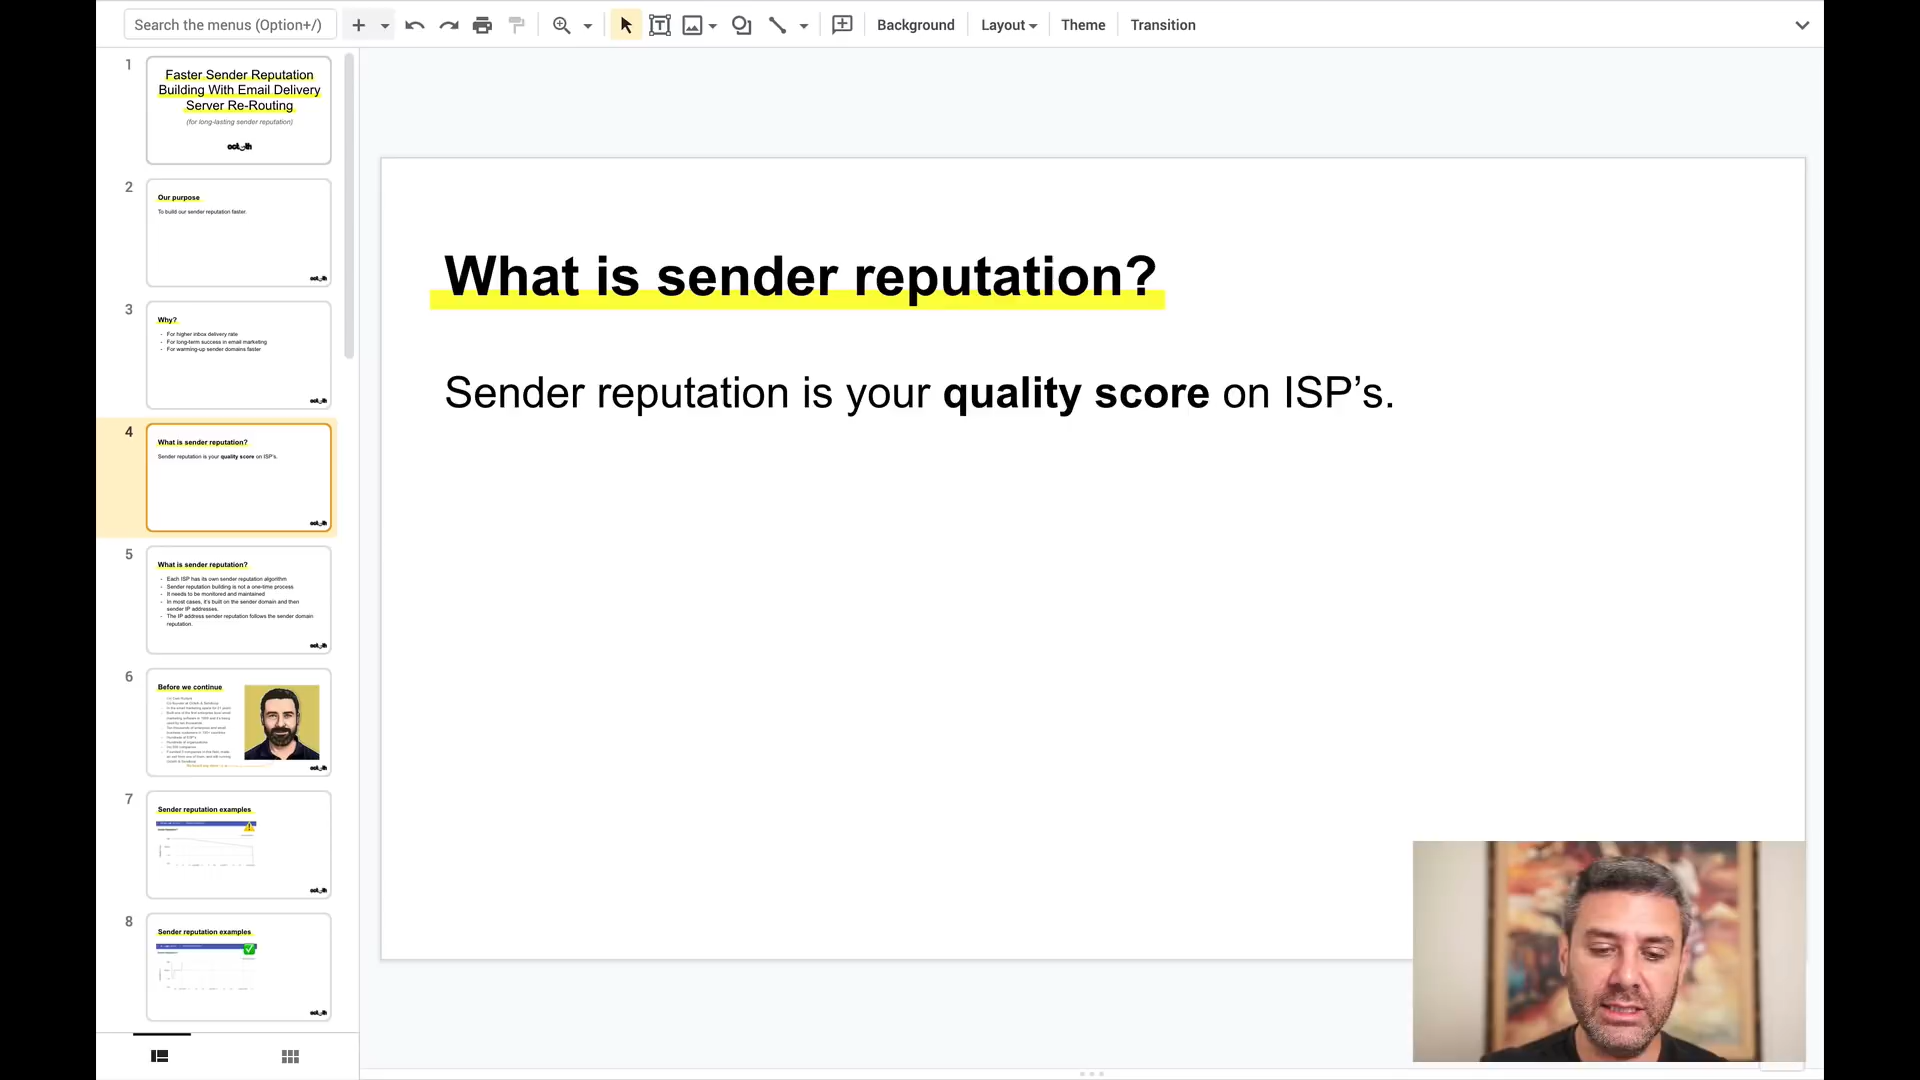 Search the menus (Option+/)
Background
Layout
Theme
Transition
1
Faster Sender Reputation
Building With Email Delivery
Server Re-Routing
(for long-lasting sender reputation)
2
Our purpose
To build our sender reputation faster.
3
Why?
- For higher inbox delivery rate
- For long-term success in email marketing
- For warming-up sender domains faster
4
What is sender reputation?
Sender reputation is your quality score on ISP's.
5
What is sender reputation?
- Each ISP has its own sender reputation algorithm
- Sender reputation building is not a one-time process
- It needs to be monitored and maintained
- In most cases, it's built on the sender domain and then
sender IP addresses.
- The IP address sender reputation follows the sender domain
reputation.
6
Before we continue
7
Sender reputation examples
8
Sender reputation examples
What is sender reputation?
Sender reputation is your quality score on ISP's.